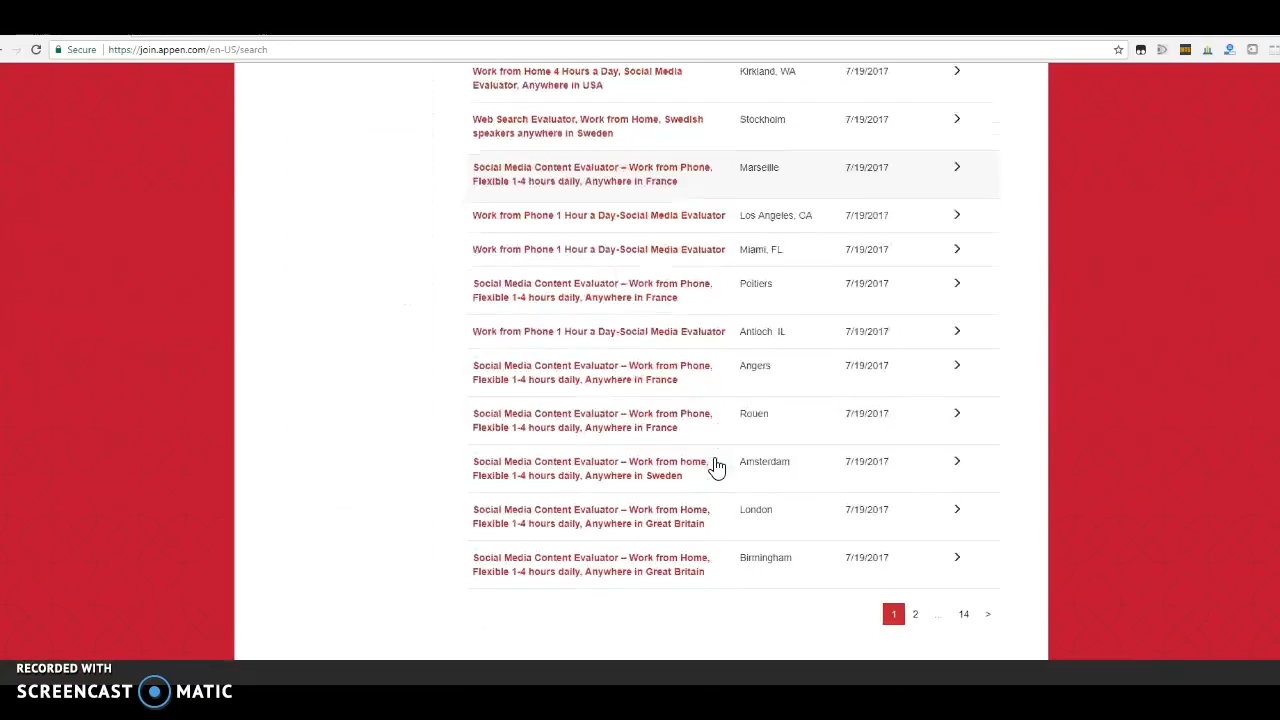 Secure
https://join.appen.com/en-US/search
Work from Home 4 Hours a Day, Social Media
Evaluator, Anywhere in USA
Kirkland, WA
7/19/2017
Web Search Evaluator, Work from Home, Swedish
speakers anywhere in Sweden
Stockholm
7/19/2017
Social Media Content Evaluator – Work from Phone,
Flexible 1-4 hours daily, Anywhere in France
Marseille
7/19/2017
Work from Phone 1 Hour a Day-Social Media Evaluator
Los Angeles, CA
7/19/2017
Work from Phone 1 Hour a Day-Social Media Evaluator
Miami, FL
7/19/2017
Social Media Content Evaluator – Work from Phone,
Flexible 1-4 hours daily, Anywhere in France
Poitiers
7/19/2017
Work from Phone 1 Hour a Day-Social Media Evaluator
Antioch, IL
7/19/2017
Social Media Content Evaluator – Work from Phone,
Flexible 1-4 hours daily, Anywhere in France
Angers
7/19/2017
Social Media Content Evaluator – Work from Phone,
Flexible 1-4 hours daily, Anywhere in France
Rouen
7/19/2017
Social Media Content Evaluator – Work from home,
Flexible 1-4 hours daily, Anywhere in Sweden
Amsterdam
7/19/2017
Social Media Content Evaluator – Work from Home,
Flexible 1-4 hours daily, Anywhere in Great Britain
London
7/19/2017
Social Media Content Evaluator – Work from Home,
Flexible 1-4 hours daily, Anywhere in Great Britain
Birmingham
7/19/2017
1 2 ... 14 >
RECORDED WITH
SCREENCAST MATIC